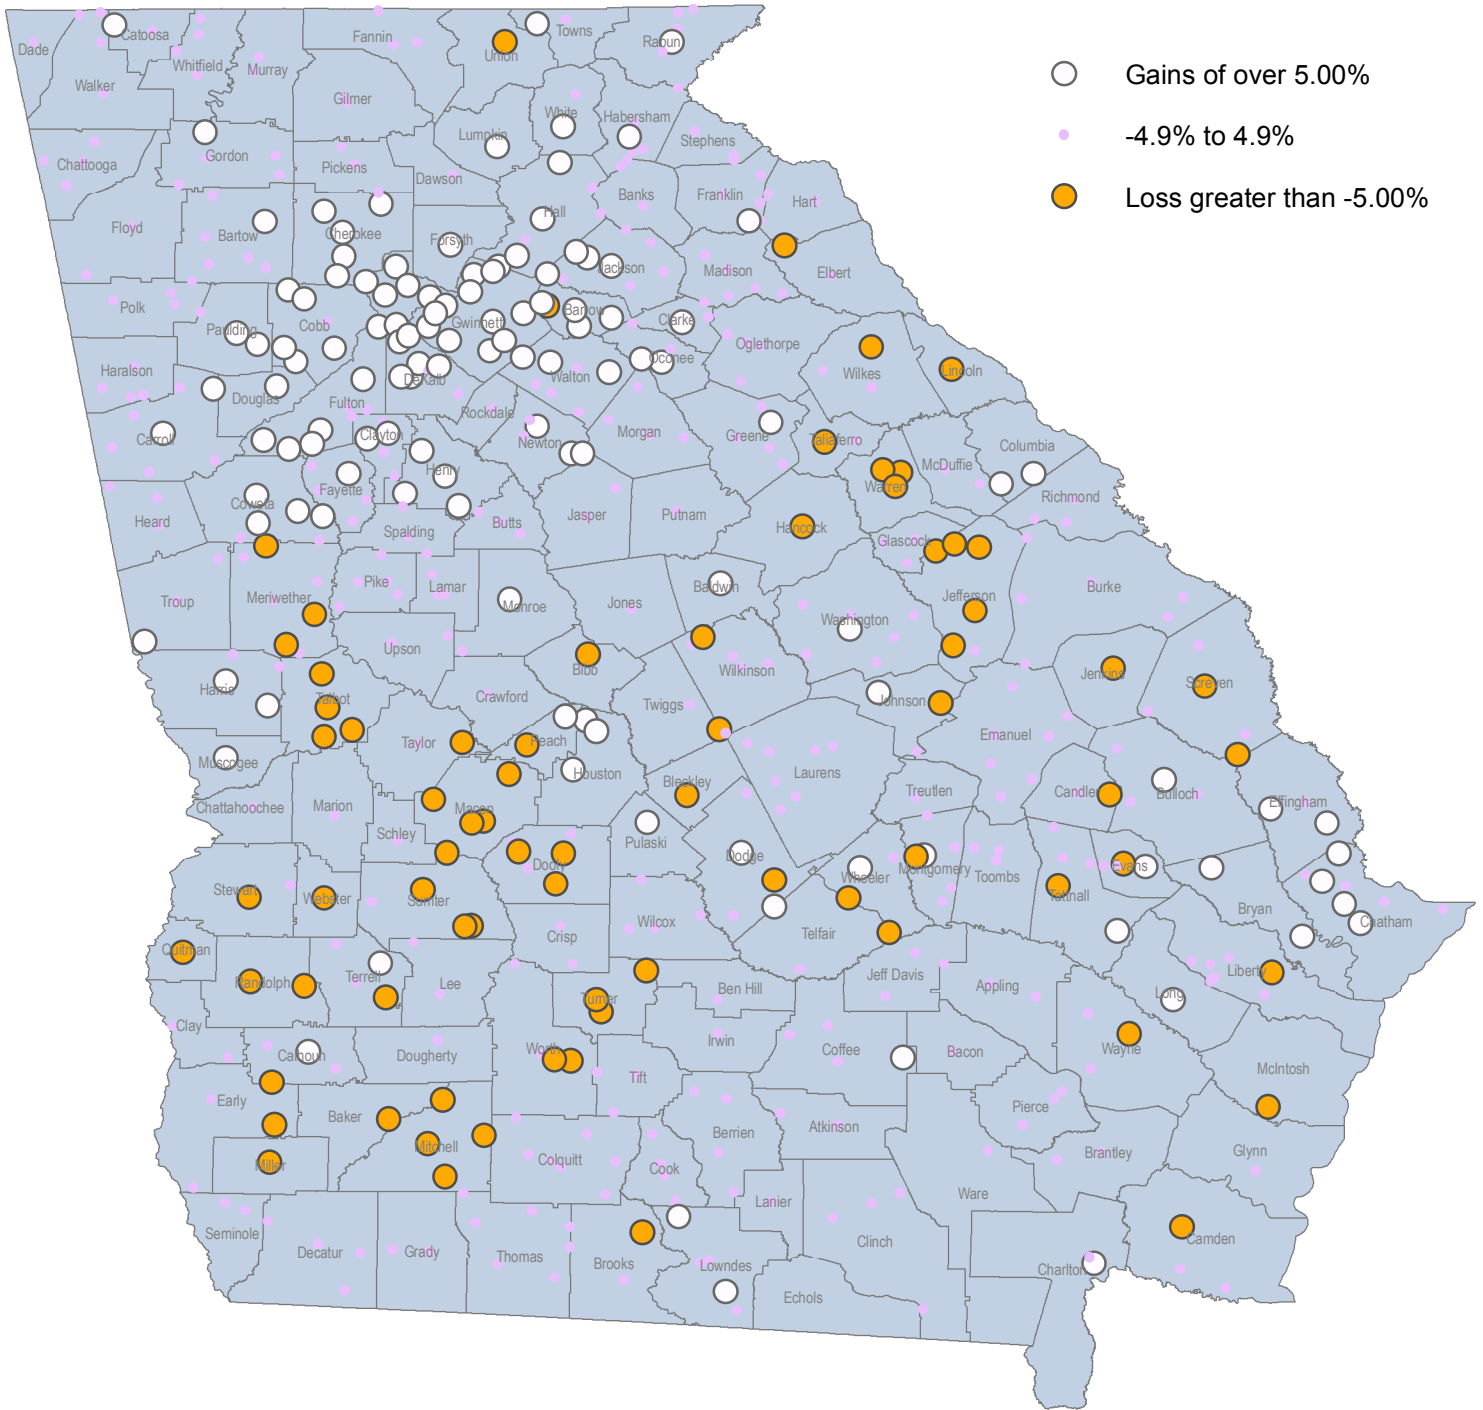 Gains of over 5.00%
-4.9% to 4.9%
Loss greater than -5.00%
Dade
Catoosa
Fannin
Union
Towns
Rabun
Walker
Whitfield
Murray
Gilmer
White
Habersham
Lumpkin
Stephens
Chattooga
Gordon
Pickens
Dawson
Banks
Franklin
Hart
Floyd
Bartow
Cherokee
Forsyth
Hall
Jackson
Madison
Elbert
Polk
Paulding
Cobb
Gwinnett
Barrow
Clarke
Oglethorpe
Haralson
Douglas
Fulton
DeKalb
Walton
Oconee
Wilkes
Lincoln
Carroll
Clayton
Rockdale
Newton
Morgan
Greene
Taliaferro
Columbia
McDuffie
Warren
Richmond
Heard
Coweta
Fayette
Henry
Spalding
Butts
Jasper
Putnam
Hancock
Glascock
Troup
Meriwether
Pike
Lamar
Monroe
Jones
Baldwin
Washington
Jefferson
Burke
Harris
Talbot
Upson
Crawford
Bibb
Twiggs
Wilkinson
Johnson
Jenkins
Screven
Muscogee
Chattahoochee
Marion
Taylor
Peach
Houston
Bleckley
Laurens
Emanuel
Treutlen
Candler
Bulloch
Effingham
Schley
Macon
Pulaski
Dodge
Dooly
Wheeler
Montgomery
Toombs
Evans
Tattnall
Bryan
Chatham
Stewart
Webster
Sumter
Crisp
Wilcox
Telfair
Quitman
Randolph
Terrell
Lee
Turner
Ben Hill
Jeff Davis
Appling
Long
Liberty
Clay
Calhoun
Dougherty
Worth
Tift
Irwin
Coffee
Bacon
Wayne
McIntosh
Early
Baker
Mitchell
Colquitt
Cook
Berrien
Atkinson
Pierce
Brantley
Glynn
Miller
Seminole
Decatur
Grady
Thomas
Brooks
Lowndes
Lanier
Echols
Clinch
Ware
Charlton
Camden